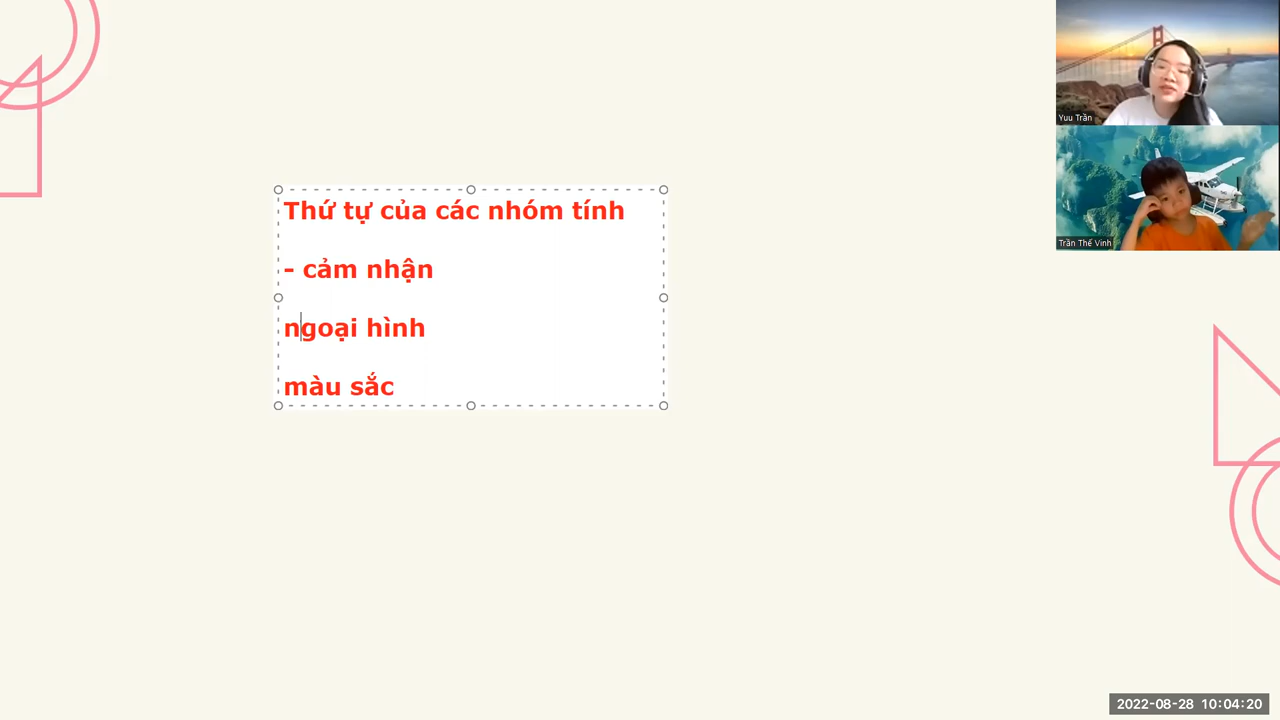 Yuu Trần
Trần Thế Vinh
Thứ tự của các nhóm tính
- cảm nhận
ngoại hình
màu sắc
2022-08-28 10:04:20